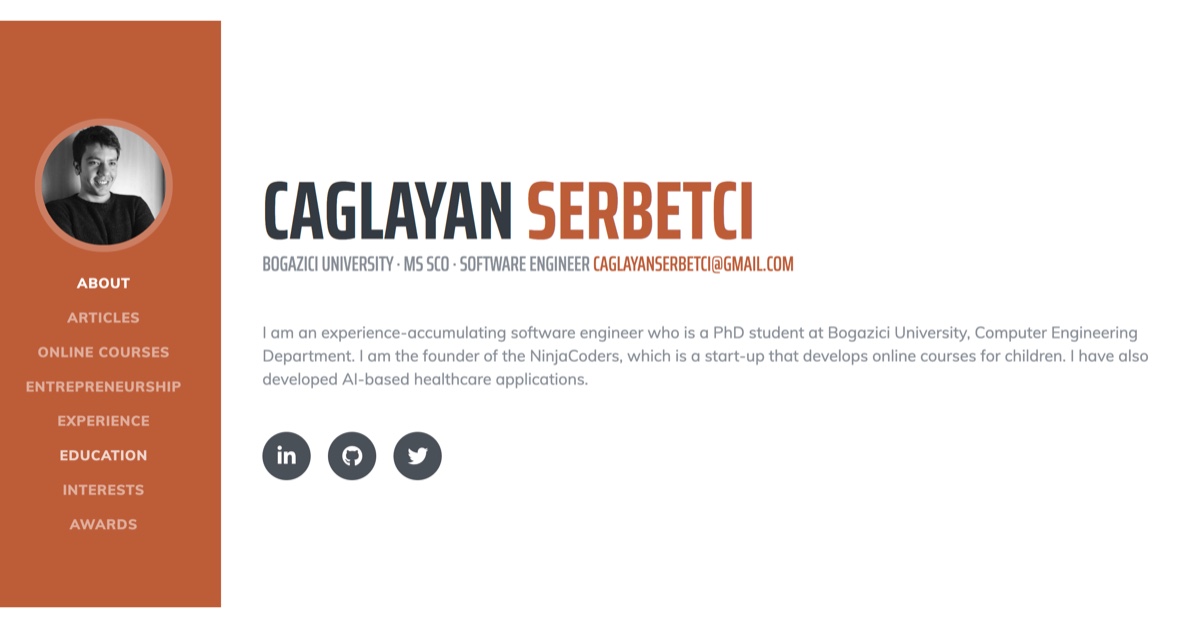 ABOUT
ARTICLES
ONLINE COURSES
ENTREPRENEURSHIP
EXPERIENCE
EDUCATION
INTERESTS
AWARDS
CAGLAYAN SERBETCI
BOGAZICI UNIVERSITY · MS SCO · SOFTWARE ENGINEER CAGLAYANSERBETCI@GMAIL.COM
I am an experience-accumulating software engineer who is a PhD student at Bogazici University, Computer Engineering
Department. I am the founder of the NinjaCoders, which is a start-up that develops online courses for children. I have also
developed AI-based healthcare applications.
in